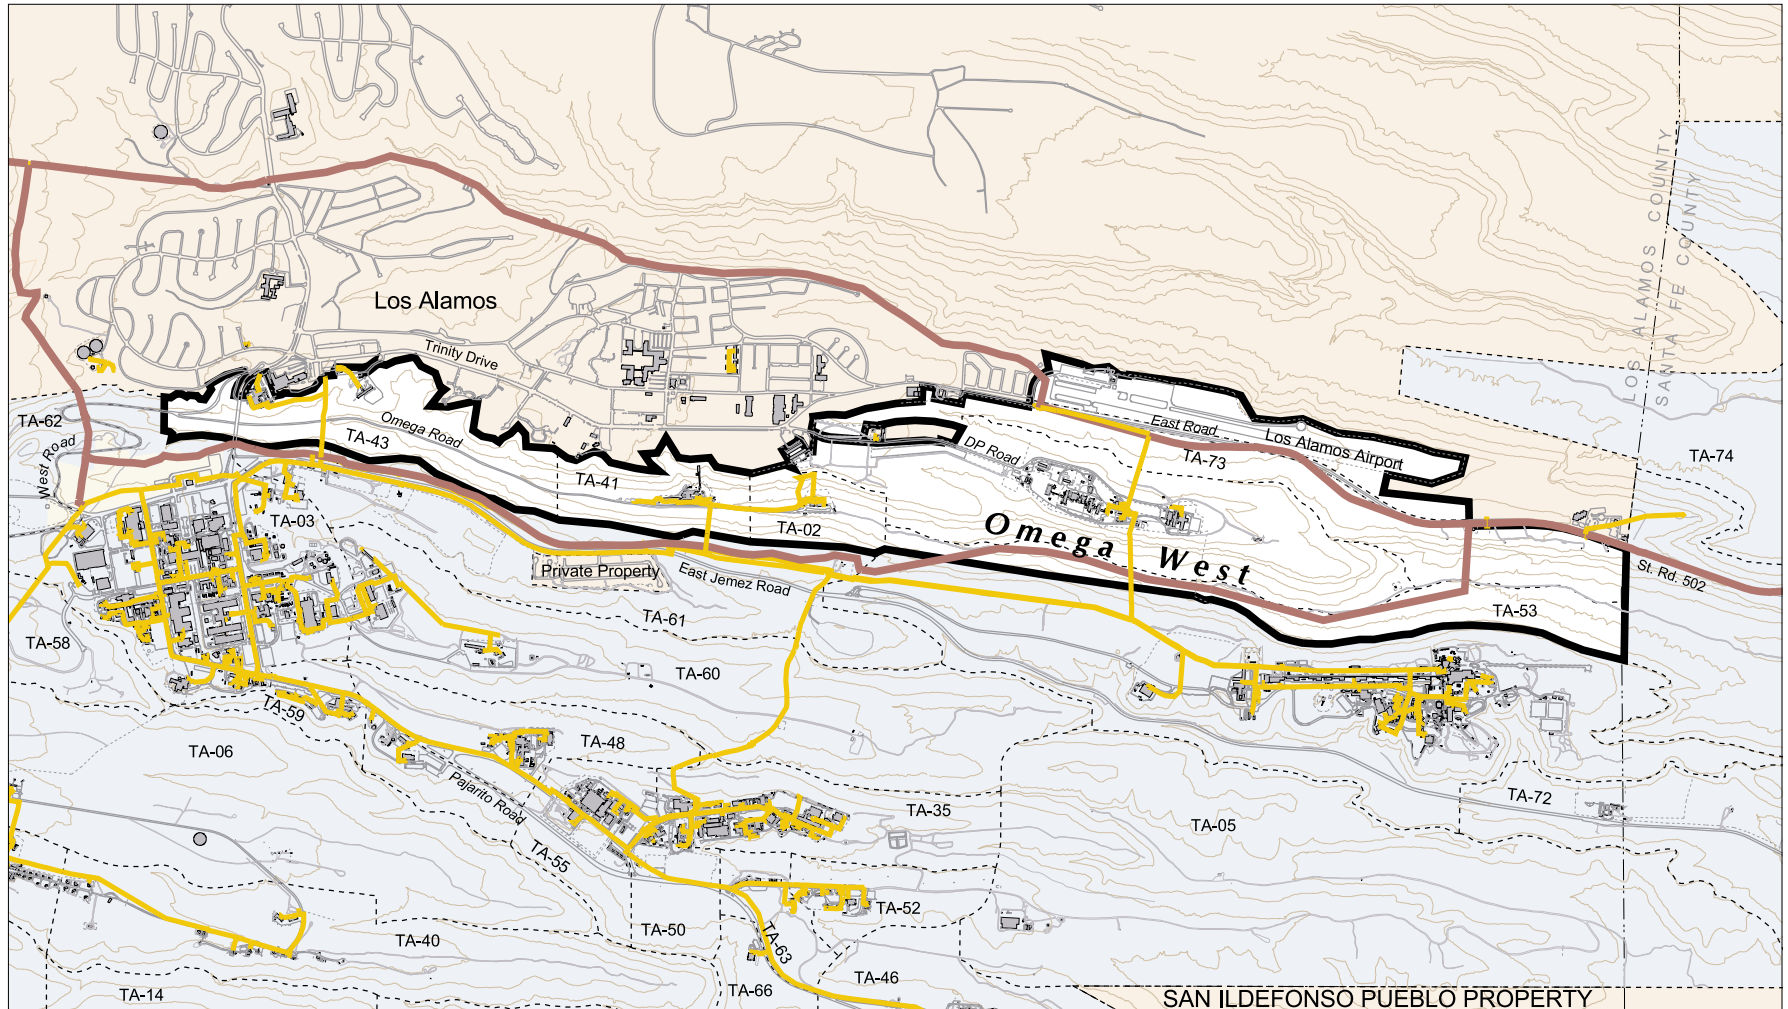 LOS ALAMOS COUNTY
SANTA FE COUNTY
Los Alamos
Trinity Drive
TA-62
West Road
TA-43
Omega Road
TA-41
DP Road
East Road
Los Alamos Airport
TA-73
TA-74
TA-03
TA-02
Omega West
Private Property
East Jemez Road
St. Rd. 502
TA-53
TA-61
TA-58
TA-60
TA-59
TA-06
TA-48
Pajarito Road
TA-35
TA-05
TA-72
TA-55
TA-52
TA-50
TA-63
TA-40
TA-46
TA-14
TA-66
SAN ILDEFONSO PUEBLO PROPERTY